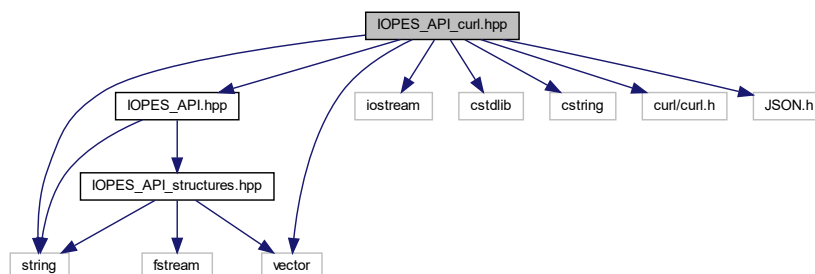 IOPES_API_curl.hpp
IOPES_API.hpp
iostream
cstdlib
cstring
curl/curl.h
JSON.h
IOPES_API_structures.hpp
string
fstream
vector